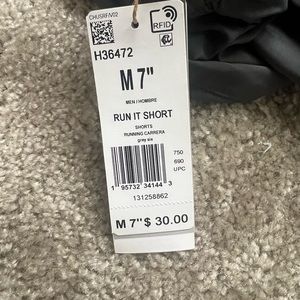 CHUSRF/V02
RFID
H36472
M 7"
MEN / HOMBRE
RUN IT SHORT
SHORTS
RUNNING CARRERA
grey six
750
690
UPC
1 95732 34144 3
131258862
M 7" $ 30.00